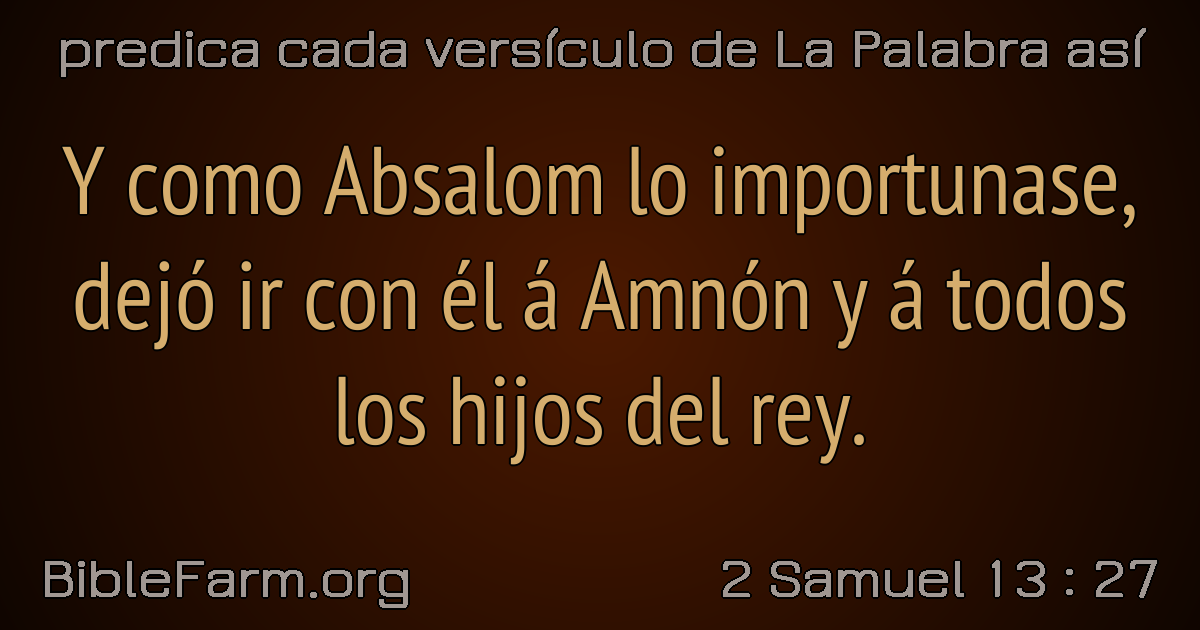 predica cada versículo de La Palabra así
Y como Absalom lo importunase,
dejó ir con él á Amnón y á todos
los hijos del rey.
BibleFarm.org
2 Samuel 13 : 27